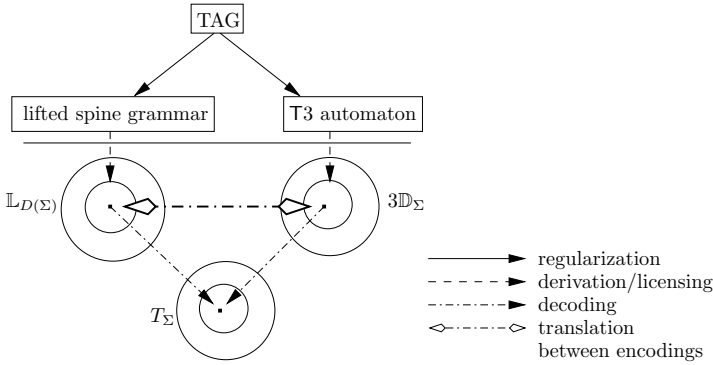 TAG
lifted spine grammar
T3 automaton
𝕃_{D(Σ)}
3𝔻_Σ
T_Σ
regularization
derivation/licensing
decoding
translation
between encodings